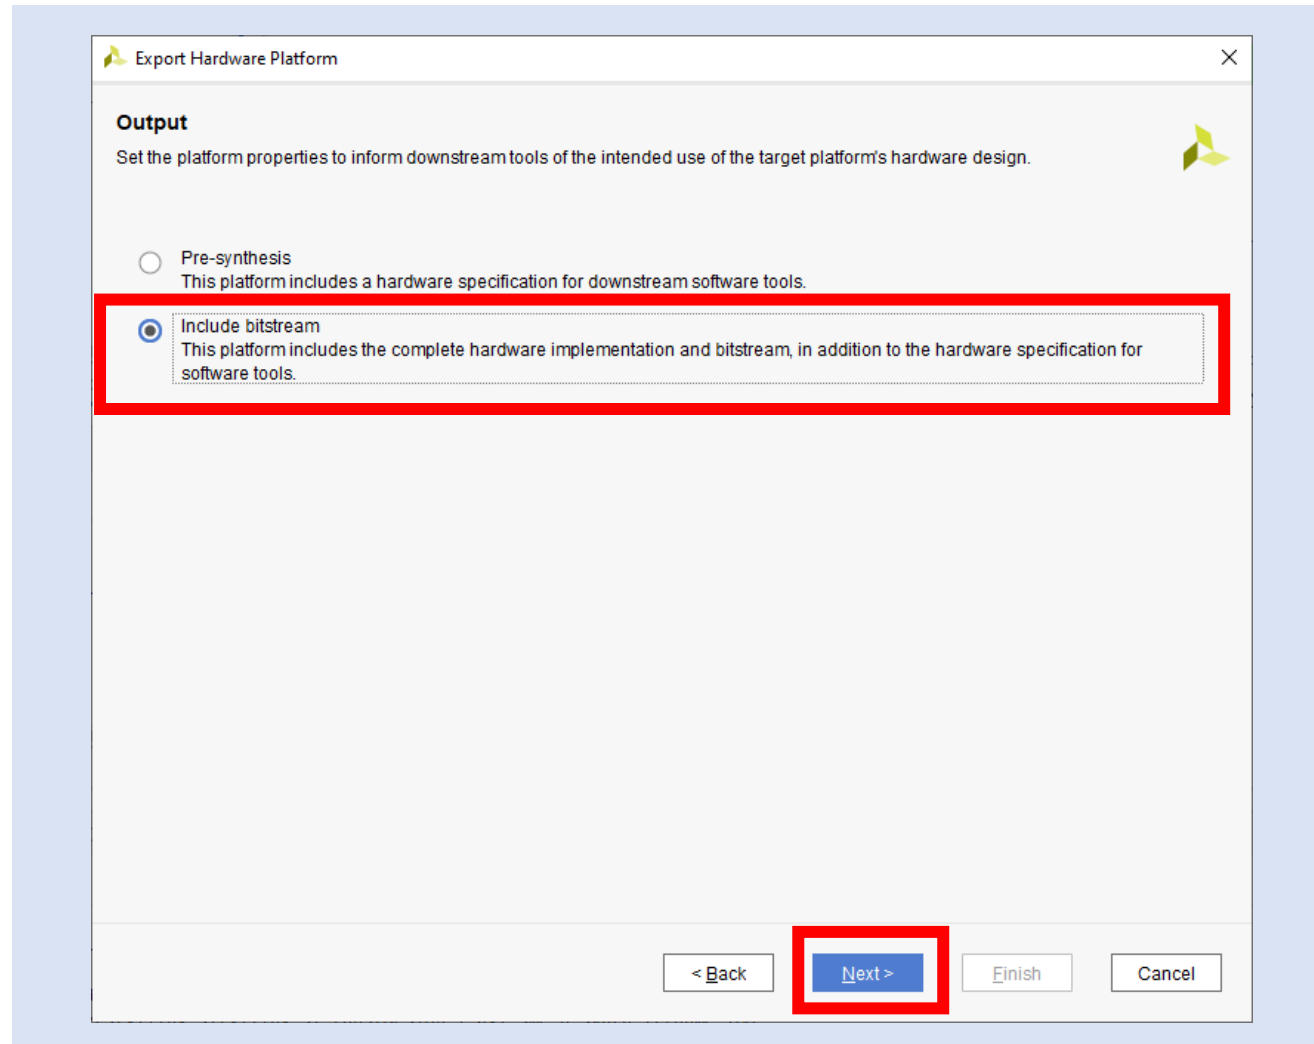 Export Hardware Platform
Output
Set the platform properties to inform downstream tools of the intended use of the target platform's hardware design.
Pre-synthesis
This platform includes a hardware specification for downstream software tools.
Include bitstream
This platform includes the complete hardware implementation and bitstream, in addition to the hardware specification for
software tools.
< Back Next > Finish Cancel